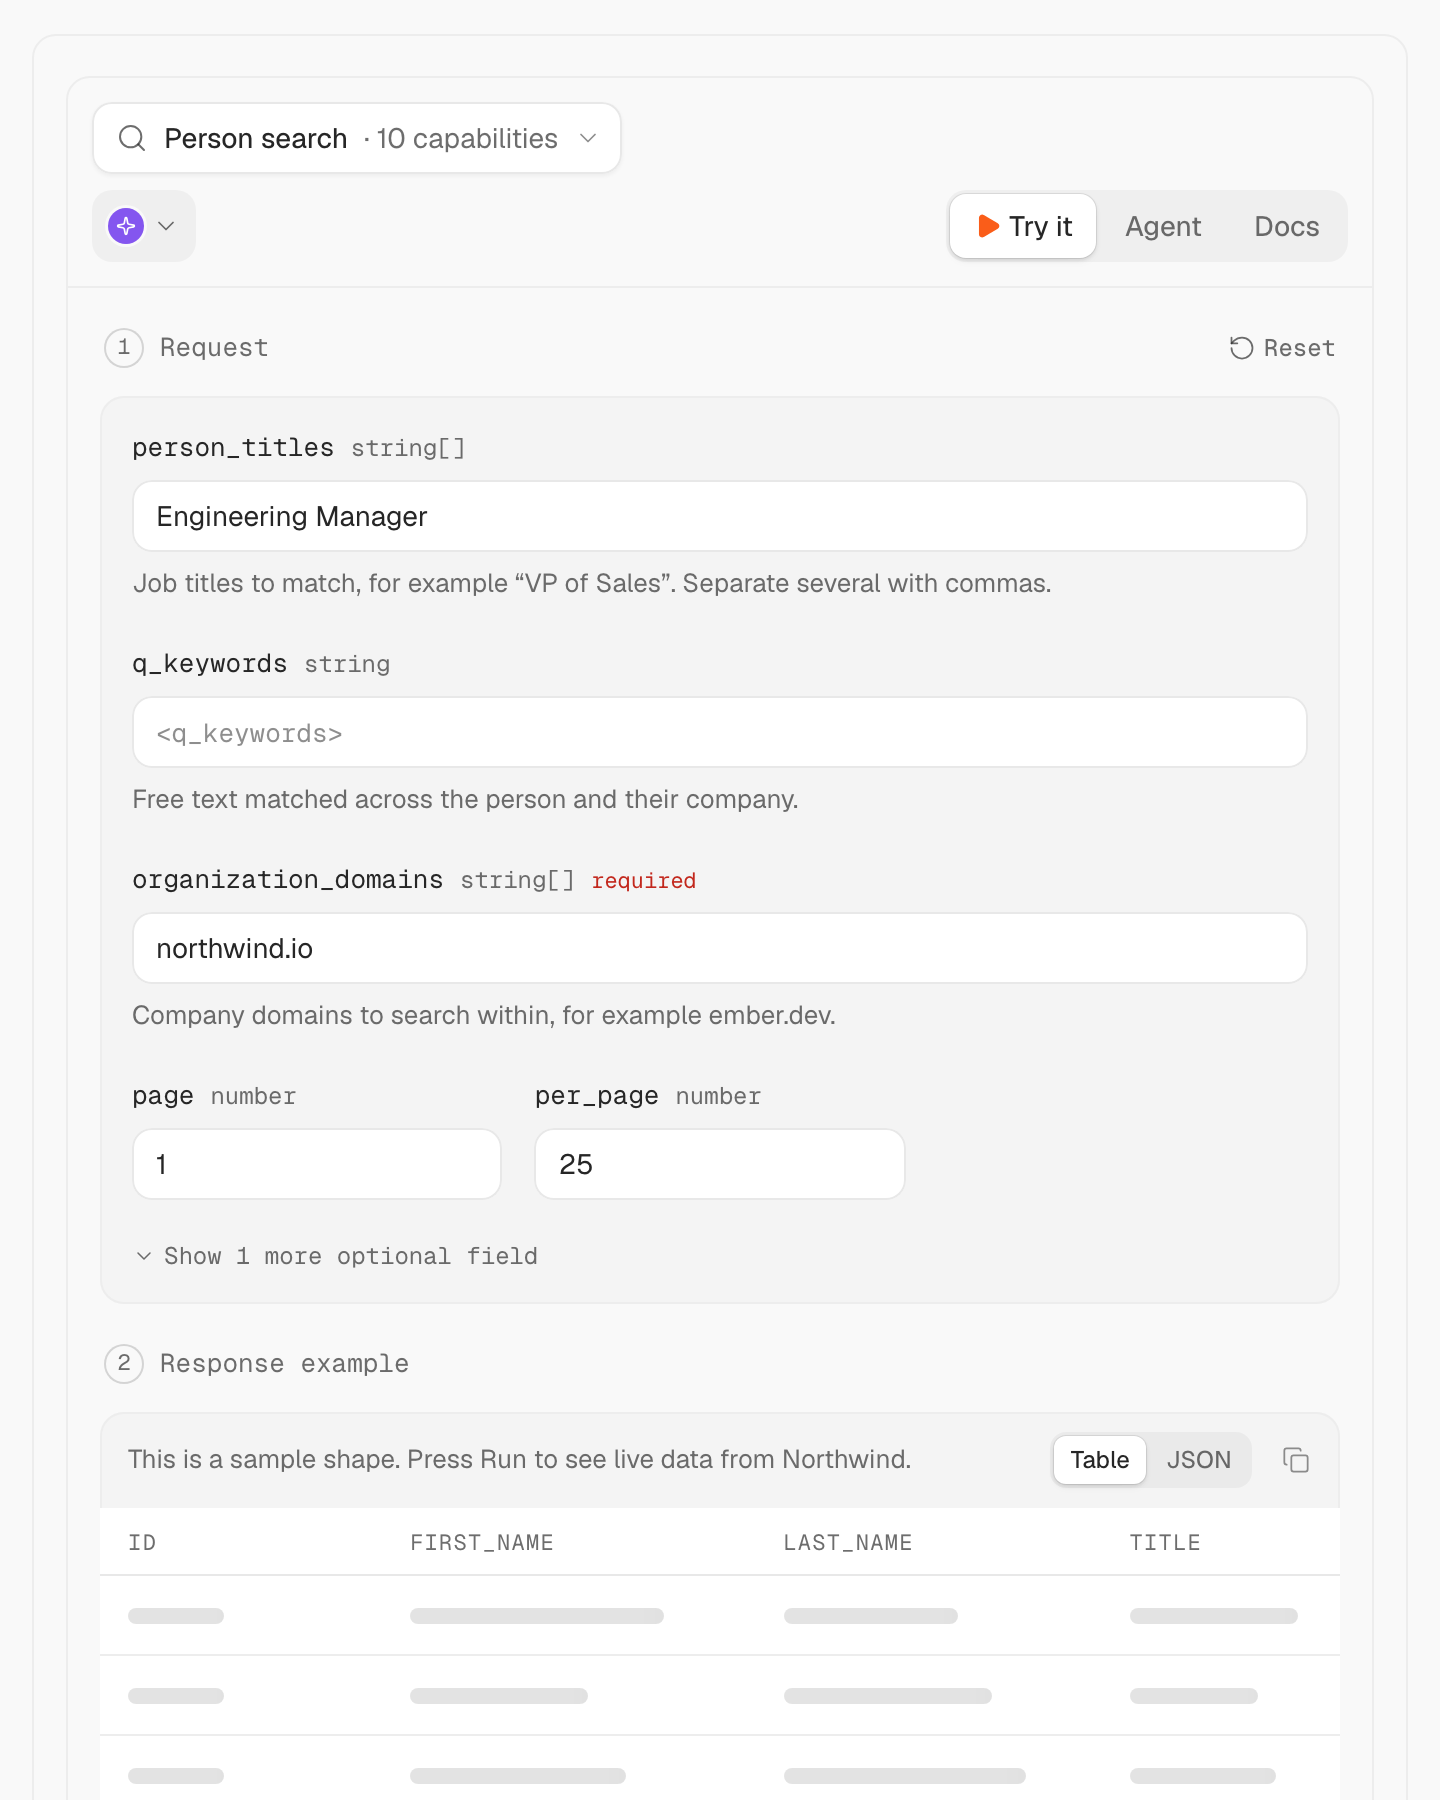 Person search · 10 capabilities
Try it Agent Docs
1 Request Reset
person_titles string[]
Engineering Manager
Job titles to match, for example “VP of Sales”. Separate several with commas.
q_keywords string
<q_keywords>
Free text matched across the person and their company.
organization_domains string[] required
northwind.io
Company domains to search within, for example ember.dev.
page number per_page number
1 25
Show 1 more optional field
2 Response example
This is a sample shape. Press Run to see live data from Northwind. Table JSON
ID FIRST_NAME LAST_NAME TITLE